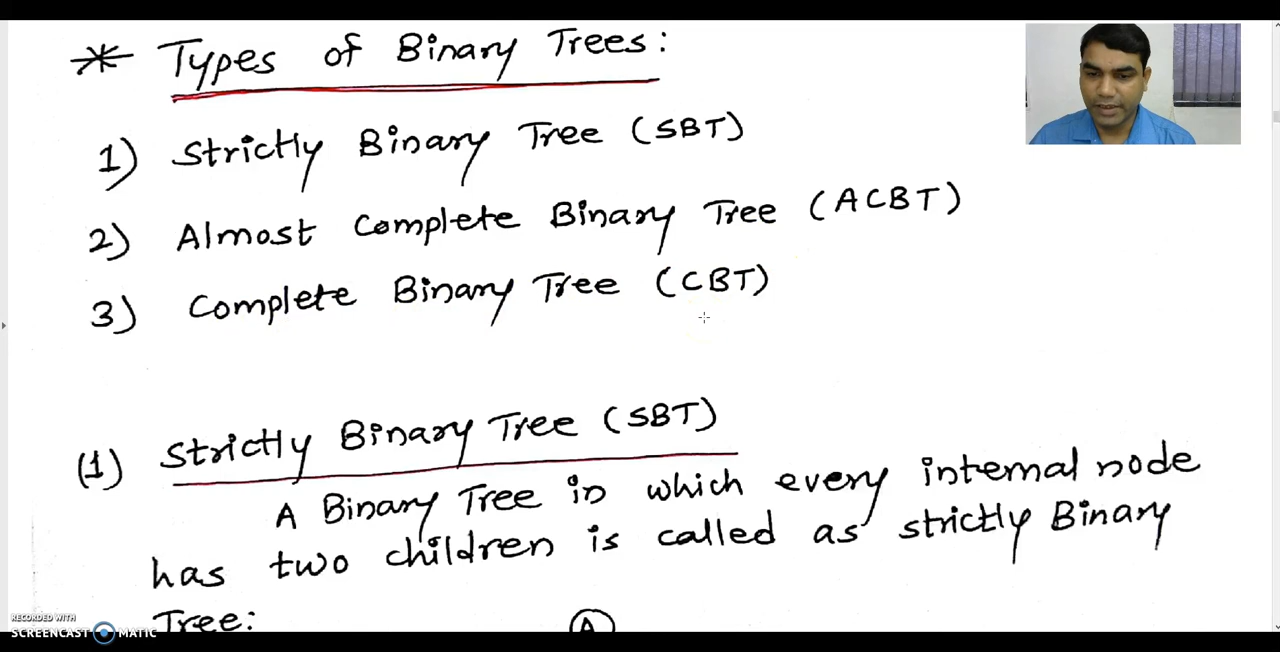 * Types of Binary Trees:
1) Strictly Binary Tree (SBT)
2) Almost Complete Binary Tree (ACBT)
3) Complete Binary Tree (CBT)
(1) Strictly Binary Tree (SBT)
A Binary Tree in which every internal node
has two children is called as strictly Binary
Tree:
A
RECORDED WITH
SCREENCAST MATIC